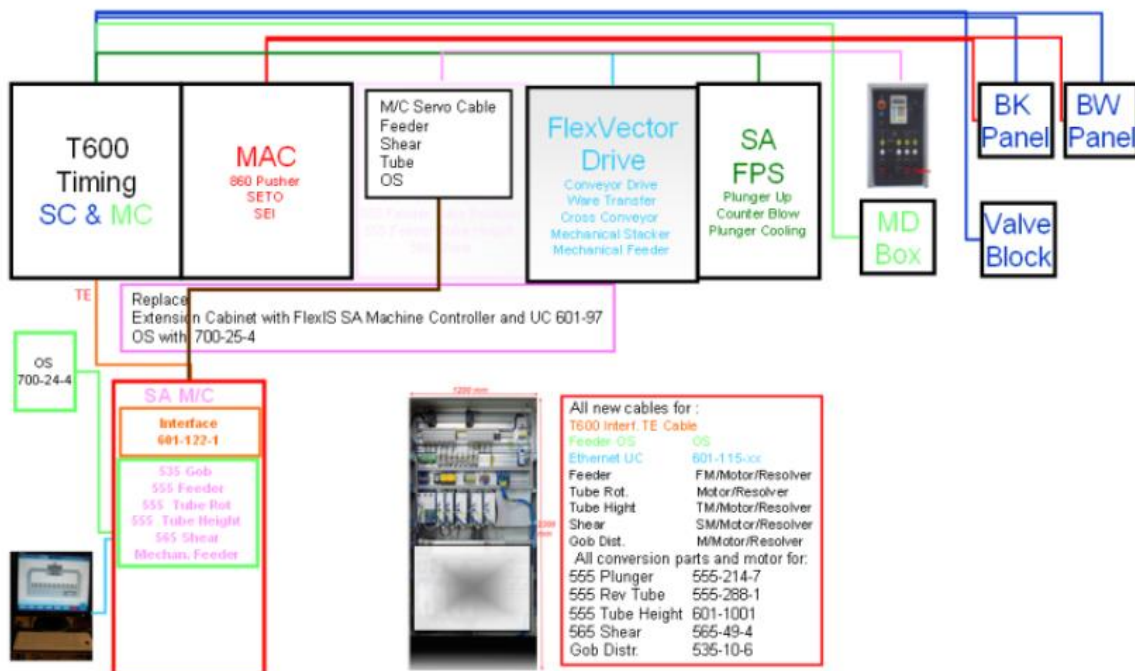 T600
Timing
SC & MC
MAC
860 Pusher
SETO
SEI
M/C Servo Cable
Feeder
Shear
Tube
OS
FlexVector
Drive
Conveyor Drive
Ware Transfer
Cross Conveyor
Mechanical Stacker
Mechanical Feeder
SA
FPS
Plunger Up
Counter Blow
Plunger Cooling
MD
Box
BK
Panel
BW
Panel
Valve
Block
TE
Replace
Extension Cabinet with FlexIS SA Machine Controller and UC 601-97
OS with 700-25-4
OS
700-24-4
SA M/C
Interface
601-122-1
535 Gob
555 Feeder
555 Tube Rot
555 Tube Height
565 Shear
Mechan. Feeder
1200 mm
All new cables for :
T600 Interf. TE Cable
Feeder OS OS
Ethernet UC 601-115-xx
Feeder FM/Motor/Resolver
Tube Rot. Motor/Resolver
Tube Hight TM/Motor/Resolver
Shear SM/Motor/Resolver
Gob Dist. M/Motor/Resolver
All conversion parts and motor for:
555 Plunger 555-214-7
555 Rev Tube 555-288-1
555 Tube Height 601-1001
565 Shear 565-49-4
Gob Distr. 535-10-6